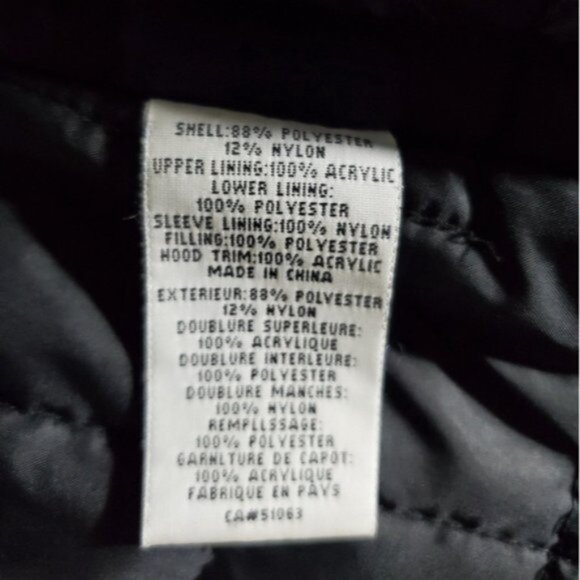 SHELL:88% POLYESTER
12% NYLON
UPPER LINING:100% ACRYLIC
LOWER LINING:
100% POLYESTER
SLEEVE LINING:100% NYLON
FILLING:100% POLYESTER
HOOD TRIM:100% ACRYLIC
MADE IN CHINA
EXTERIEUR:88% POLYESTER
12% NYLON
DOUBLURE SUPERLEURE:
100% ACRYLIQUE
DOUBLURE INTERLEURE:
100% POLYESTER
DOUBLURE MANCHES:
100% NYLON
REMPLLSSAGE:
100% POLYESTER
GARNLTURE DE CAPOT:
100% ACRYLIQUE
FABRIQUE EN PAYS
CA#51063